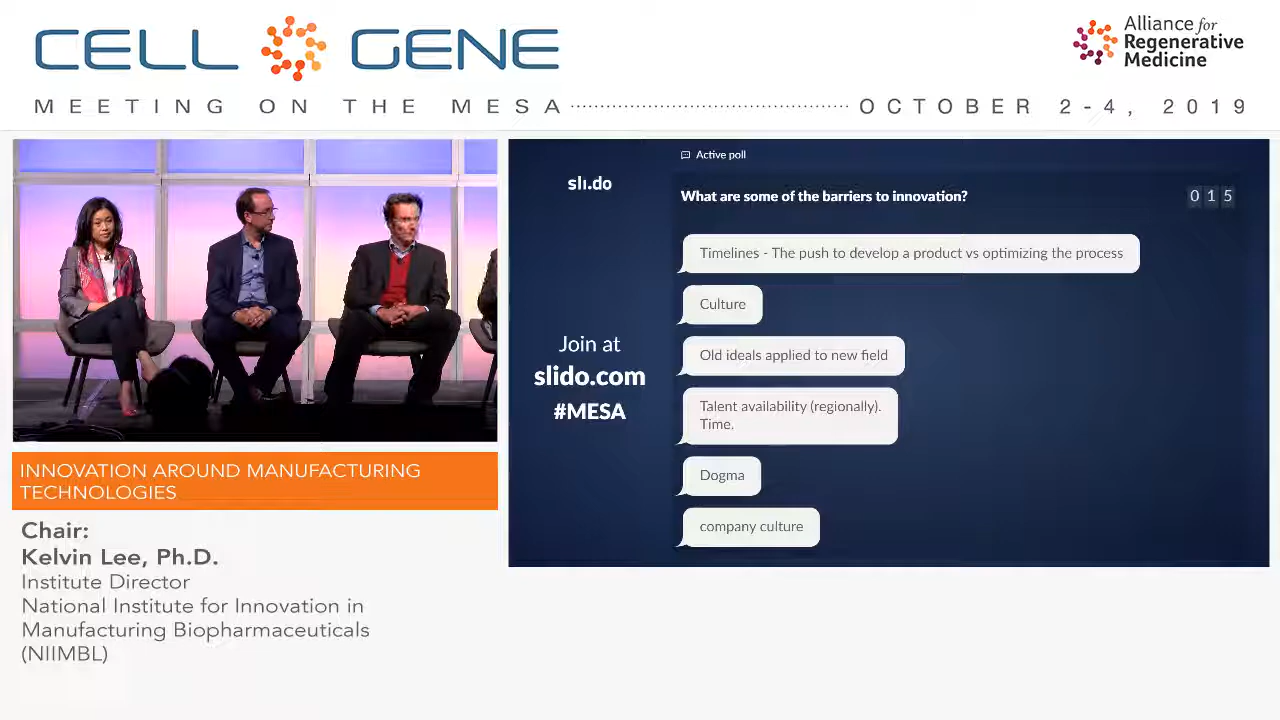 CELL GENE
Alliance for
Regenerative
Medicine
MEETING ON THE MESA
OCTOBER 2-4, 2019
sli.do
Join at
slido.com
#MESA
Active poll
What are some of the barriers to innovation?
015
Timelines - The push to develop a product vs optimizing the process
Culture
Old ideals applied to new field
Talent availability (regionally).
Time.
Dogma
company culture
INNOVATION AROUND MANUFACTURING
TECHNOLOGIES
Chair:
Kelvin Lee, Ph.D.
Institute Director
National Institute for Innovation in
Manufacturing Biopharmaceuticals
(NIIMBL)